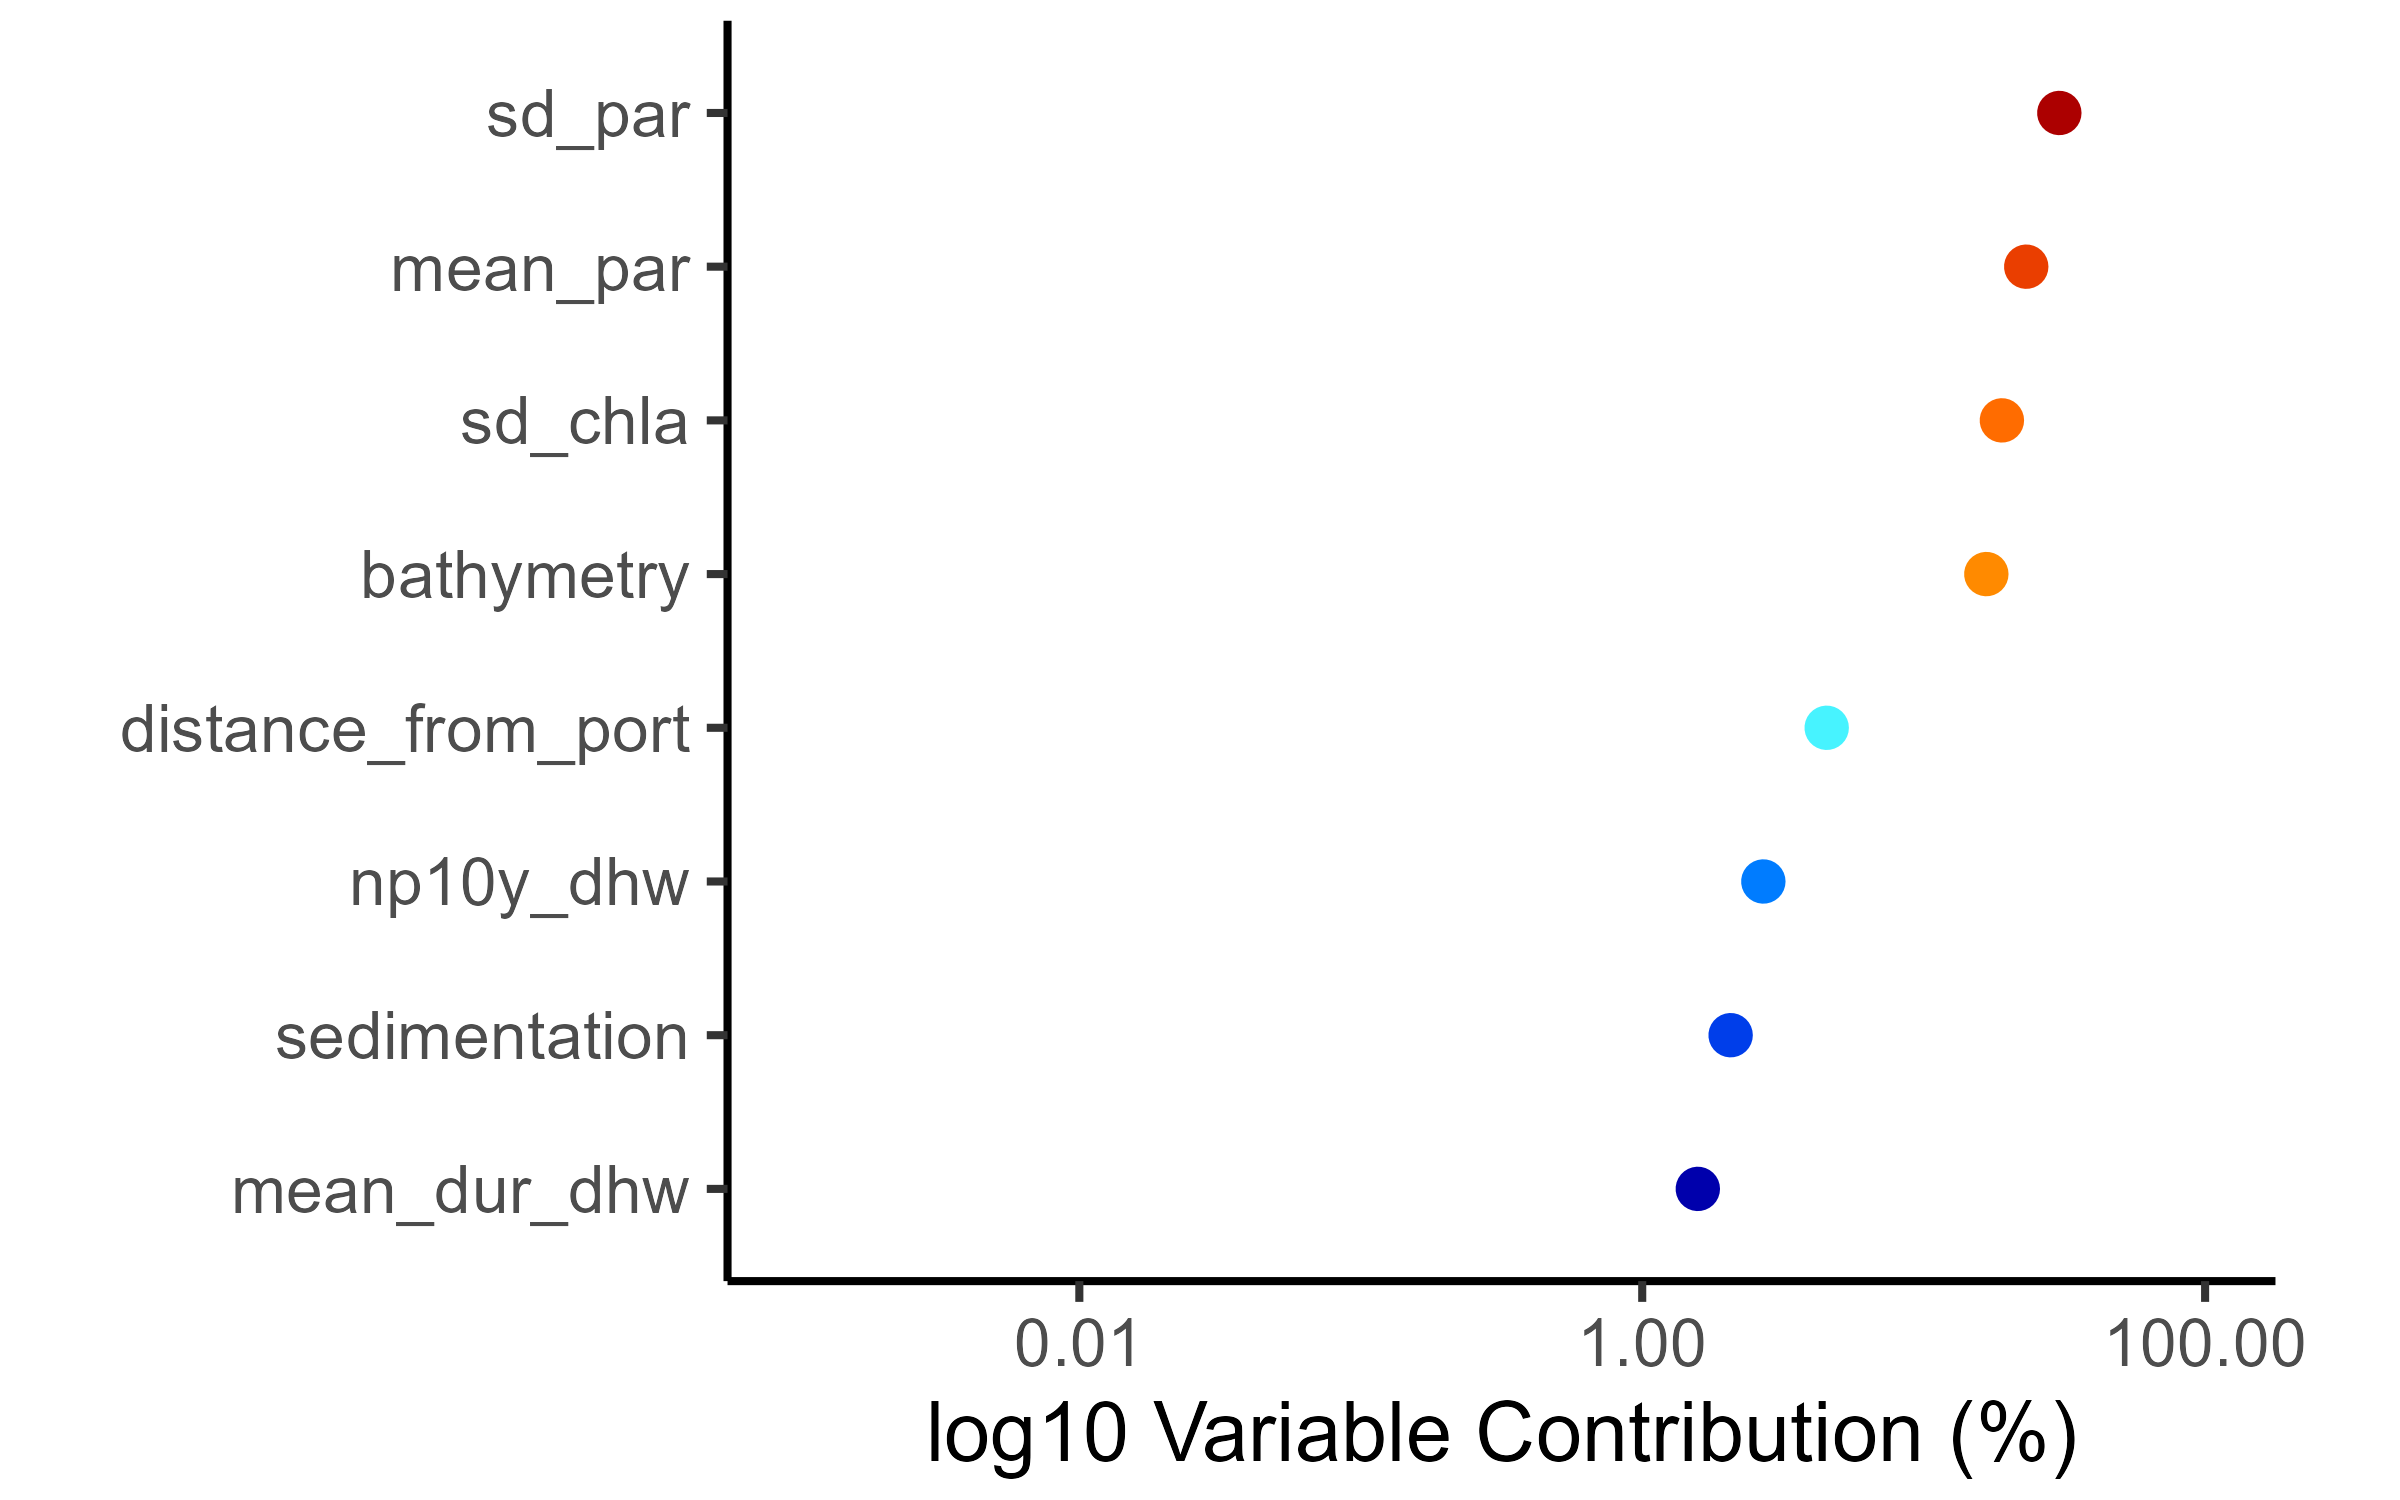 sd_par
mean_par
sd_chla
bathymetry
distance_from_port
np10y_dhw
sedimentation
mean_dur_dhw
0.01 1.00 100.00
log10 Variable Contribution (%)